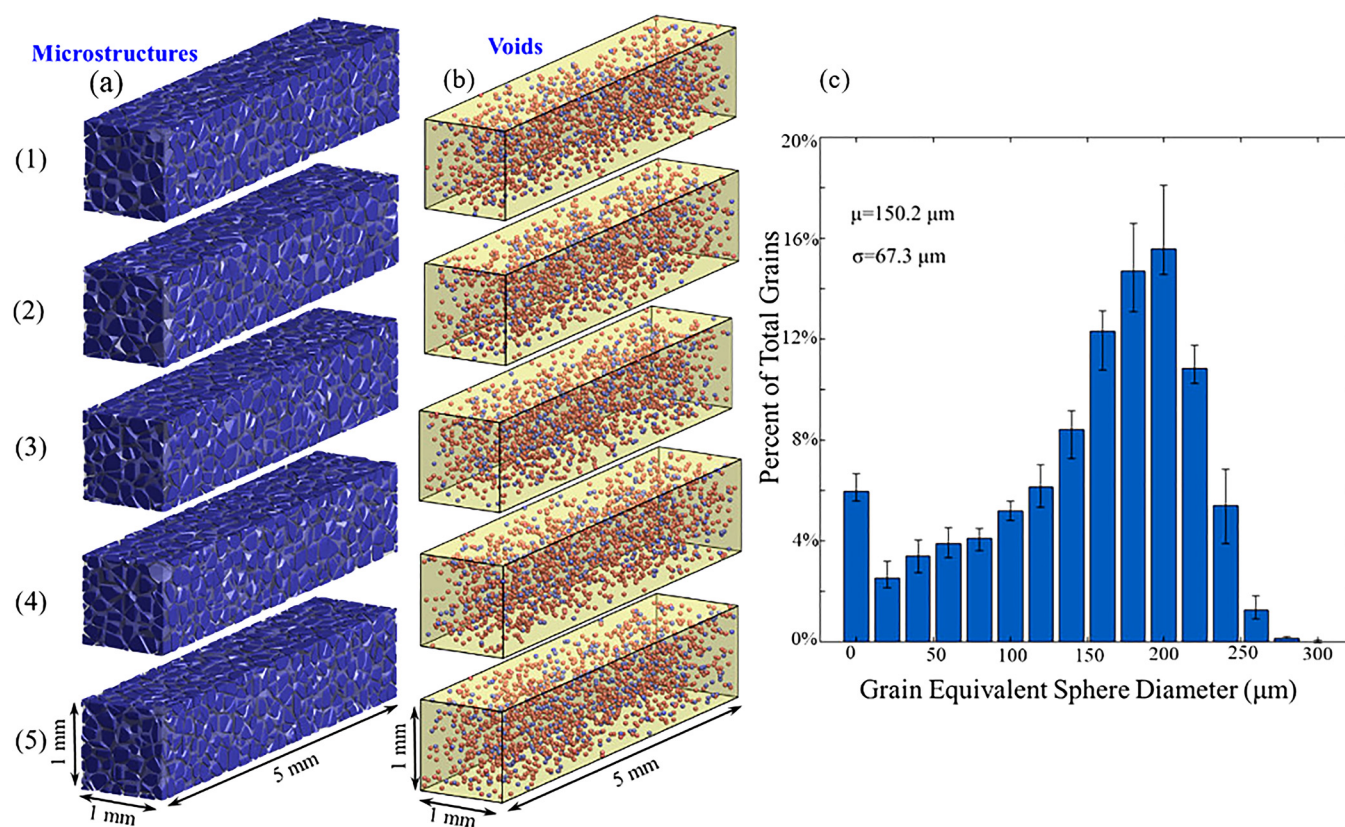 Microstructures
Voids
(a)
(b)
(c)
(1)
(2)
(3)
(4)
(5)
1 mm
1 mm
5 mm
1 mm
1 mm
5 mm
20%
16%
12%
8%
4%
0%
μ=150.2 μm
σ=67.3 μm
Percent of Total Grains
0 50 100 150 200 250 300
Grain Equivalent Sphere Diameter (μm)